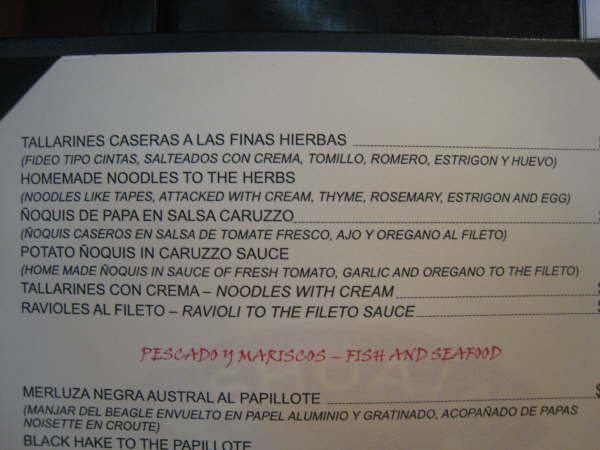 TALLARINES CASERAS A LAS FINAS HIERBAS
(FIDEO TIPO CINTAS, SALTEADOS CON CREMA, TOMILLO, ROMERO, ESTRIGON Y HUEVO)
HOMEMADE NOODLES TO THE HERBS
(NOODLES LIKE TAPES, ATTACKED WITH CREAM, THYME, ROSEMARY, ESTRIGON AND EGG)
ÑOQUIS DE PAPA EN SALSA CARUZZO
(ÑOQUIS CASEROS EN SALSA DE TOMATE FRESCO, AJO Y OREGANO AL FILETO)
POTATO ÑOQUIS IN CARUZZO SAUCE
(HOME MADE ÑOQUIS IN SAUCE OF FRESH TOMATO, GARLIC AND OREGANO TO THE FILETO)
TALLARINES CON CREMA – NOODLES WITH CREAM
RAVIOLES AL FILETO – RAVIOLI TO THE FILETO SAUCE
PESCADO Y MARISCOS – FISH AND SEAFOOD
MERLUZA NEGRA AUSTRAL AL PAPILLOTE
(MANJAR DEL BEAGLE ENVUELTO EN PAPEL ALUMINIO Y GRATINADO, ACOPAÑADO DE PAPAS
NOISETTE EN CROUTE)
BLACK HAKE TO THE PAPILLOTE